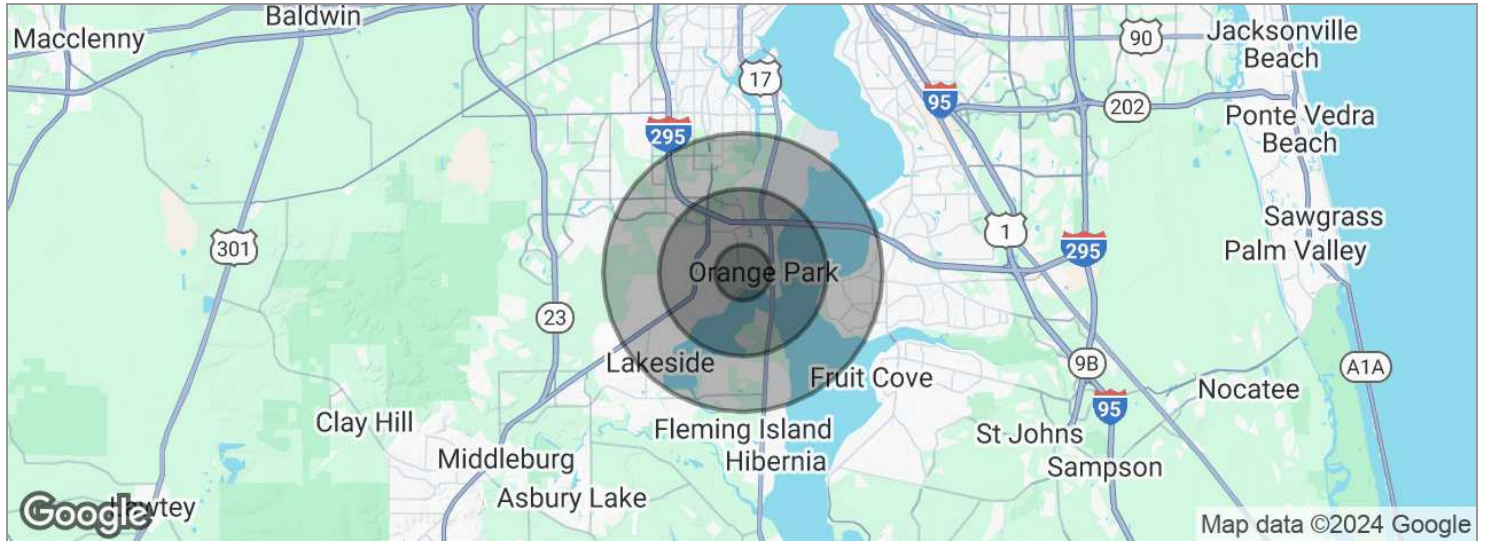 Baldwin
Macclenny
Jacksonville
Beach
90
17
95
202
Ponte Vedra
Beach
295
301
1
Sawgrass
Palm Valley
295
Orange Park
23
Lakeside
Fruit Cove
9B
A1A
Nocatee
95
Clay Hill
Fleming Island
Hibernia
St Johns
Sampson
Middleburg
Asbury Lake
Google
Map data ©2024 Google